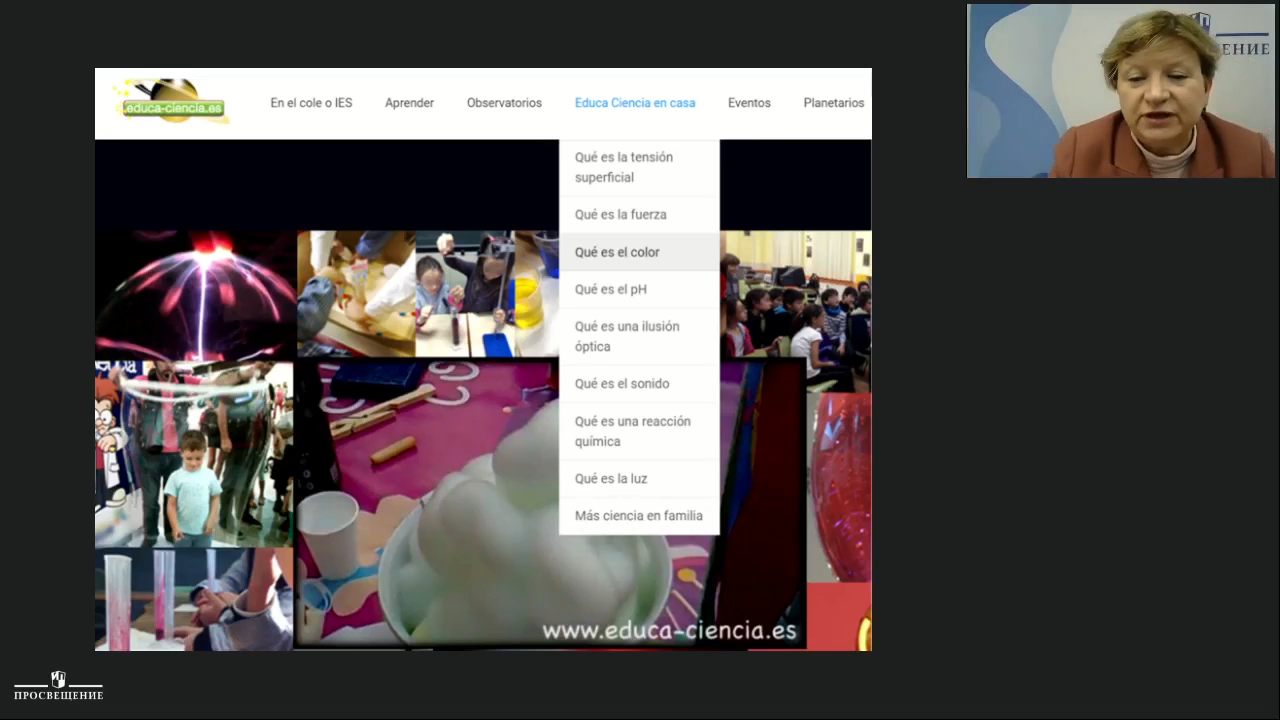 ЕНИЕ
educa-ciencia.es
En el cole o IES
Aprender
Observatorios
Educa Ciencia en casa
Eventos
Planetarios
Qué es la tensión
superficial
Qué es la fuerza
Qué es el color
Qué es el pH
Qué es una ilusión
óptica
Qué es el sonido
Qué es una reacción
química
Qué es la luz
Más ciencia en familia
www.educa-ciencia.es
ПРОСВЕЩЕНИЕ